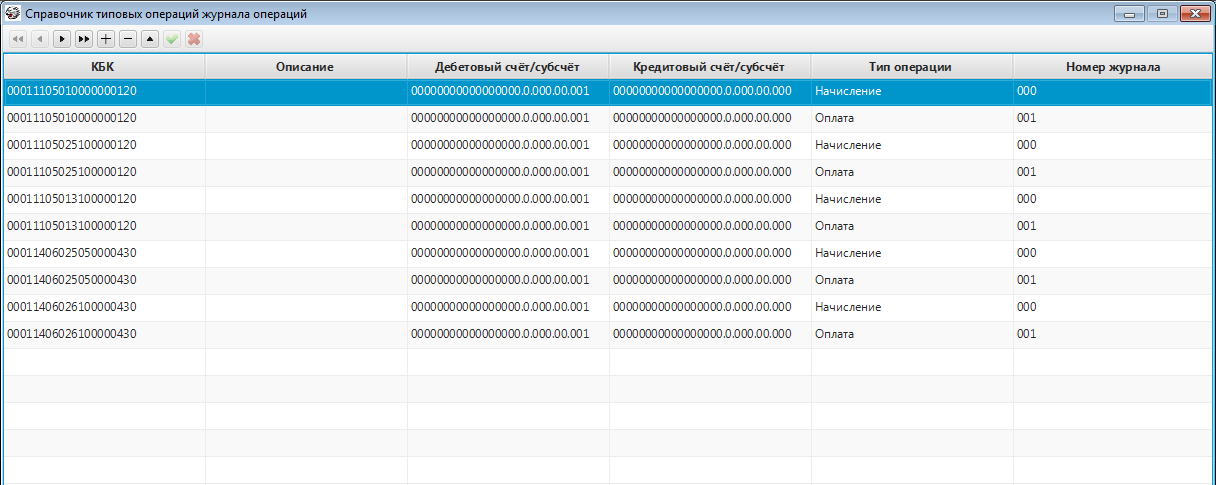 Справочник типовых операций журнала операций
КБК Описание Дебетовый счёт/субсчёт Кредитовый счёт/субсчёт Тип операции Номер журнала
00011105010000000120 00000000000000000.0.000.00.001 00000000000000000.0.000.00.000 Начисление 000
00011105010000000120 00000000000000000.0.000.00.001 00000000000000000.0.000.00.000 Оплата 001
00011105025100000120 00000000000000000.0.000.00.001 00000000000000000.0.000.00.000 Начисление 000
00011105025100000120 00000000000000000.0.000.00.001 00000000000000000.0.000.00.000 Оплата 001
00011105013100000120 00000000000000000.0.000.00.001 00000000000000000.0.000.00.000 Начисление 000
00011105013100000120 00000000000000000.0.000.00.001 00000000000000000.0.000.00.000 Оплата 001
00011406025050000430 00000000000000000.0.000.00.001 00000000000000000.0.000.00.000 Начисление 000
00011406025050000430 00000000000000000.0.000.00.001 00000000000000000.0.000.00.000 Оплата 001
00011406026100000430 00000000000000000.0.000.00.001 00000000000000000.0.000.00.000 Начисление 000
00011406026100000430 00000000000000000.0.000.00.001 00000000000000000.0.000.00.000 Оплата 001